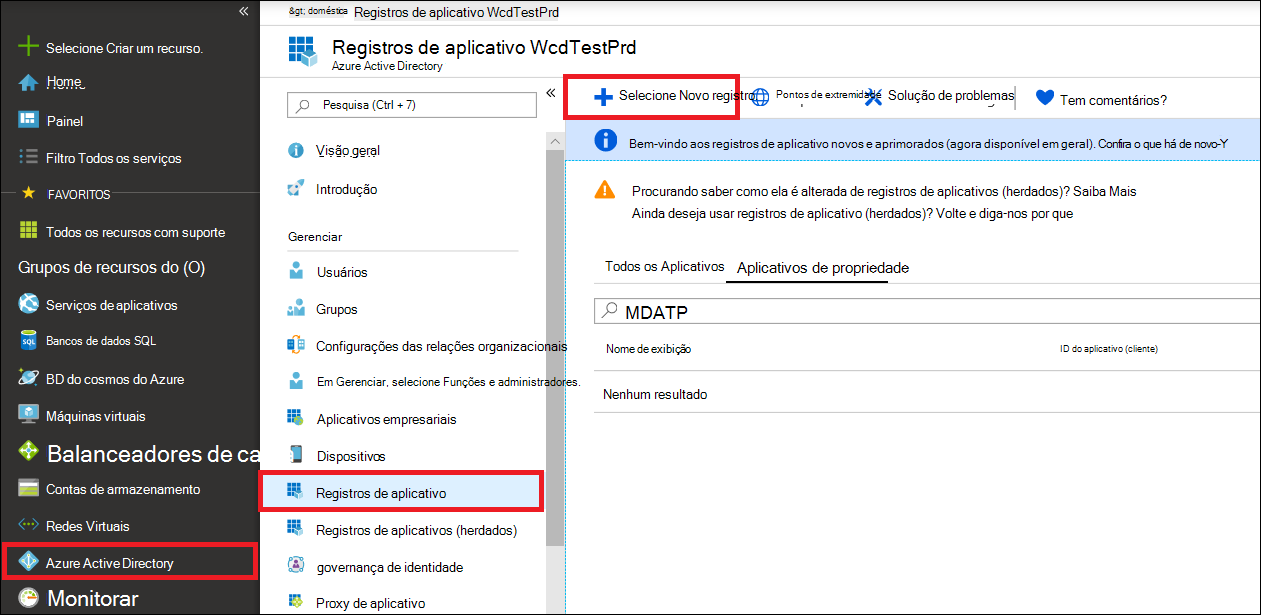 &gt; doméstica Registros de aplicativo WcdTestPrd
Registros de aplicativo WcdTestPrd
Azure Active Directory
Selecione Criar um recurso.
Home
Painel
Filtro Todos os serviços
FAVORITOS
Todos os recursos com suporte
Grupos de recursos do (O)
Serviços de aplicativos
Bancos de dados SQL
BD do cosmos do Azure
Máquinas virtuais
Balanceadores de ca
Contas de armazenamento
Redes Virtuais
Azure Active Directory
Monitorar
Pesquisa (Ctrl + 7)
Visão geral
Introdução
Gerenciar
Usuários
Grupos
Configurações das relações organizacionais
Em Gerenciar, selecione Funções e administradores.
Aplicativos empresariais
Dispositivos
Registros de aplicativo
Registros de aplicativos (herdados)
governança de identidade
Proxy de aplicativo
Selecione Novo registro Pontos de extremidade Solução de problemas Tem comentários?
Bem-vindo aos registros de aplicativo novos e aprimorados (agora disponível em geral). Confira o que há de novo-Y
Procurando saber como ela é alterada de registros de aplicativos (herdados)? Saiba Mais
Ainda deseja usar registros de aplicativo (herdados)? Volte e diga-nos por que
Todos os Aplicativos Aplicativos de propriedade
MDATP
Nome de exibição ID do aplicativo (cliente)
Nenhum resultado